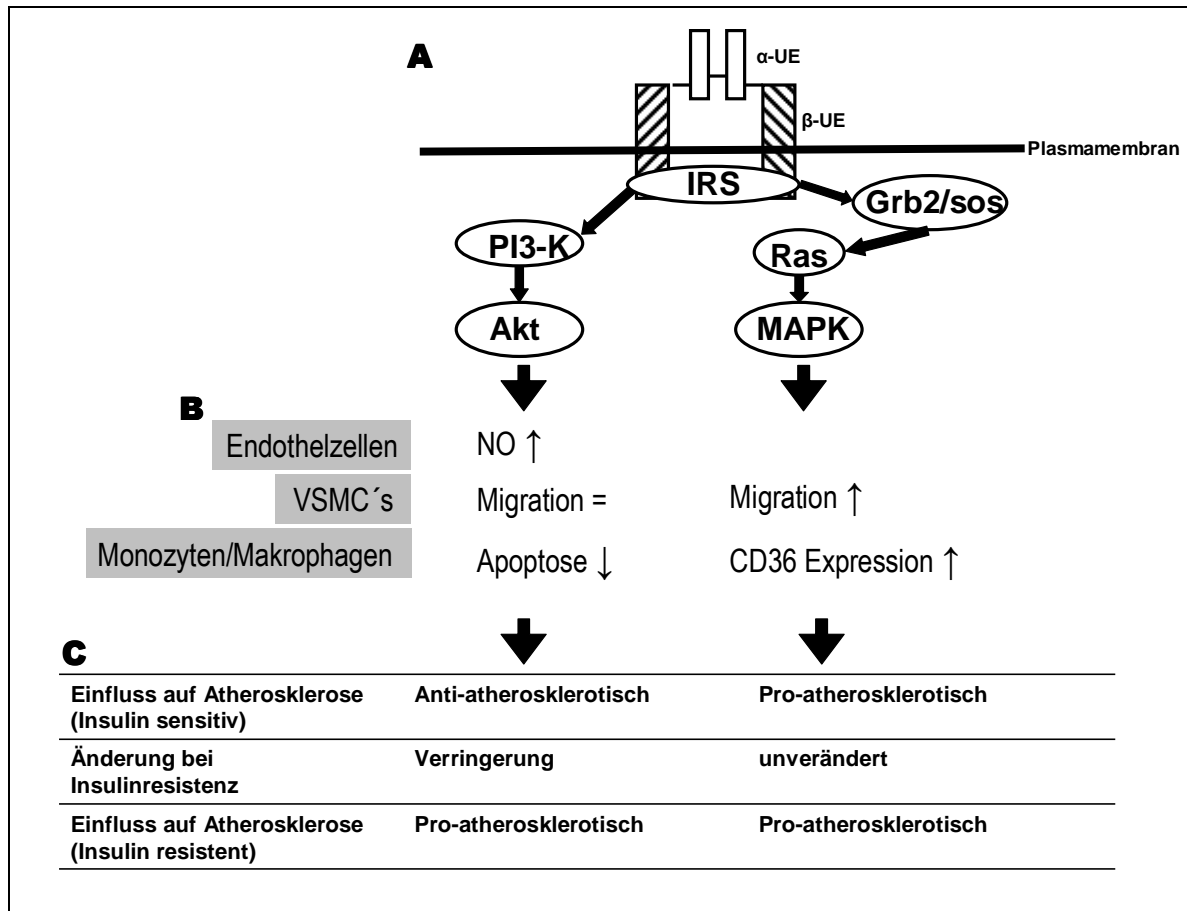 A
α-UE
β-UE
Plasmamembran
IRS
Grb2/sos
PI3-K
Ras
Akt
MAPK
B
Endothelzellen NO ↑
VSMC´s Migration = Migration ↑
Monozyten/Makrophagen Apoptose ↓ CD36 Expression ↑
C
Einfluss auf Atherosklerose Anti-atherosklerotisch Pro-atherosklerotisch
(Insulin sensitiv)
Änderung bei Verringerung unverändert
Insulinresistenz
Einfluss auf Atherosklerose Pro-atherosklerotisch Pro-atherosklerotisch
(Insulin resistent)